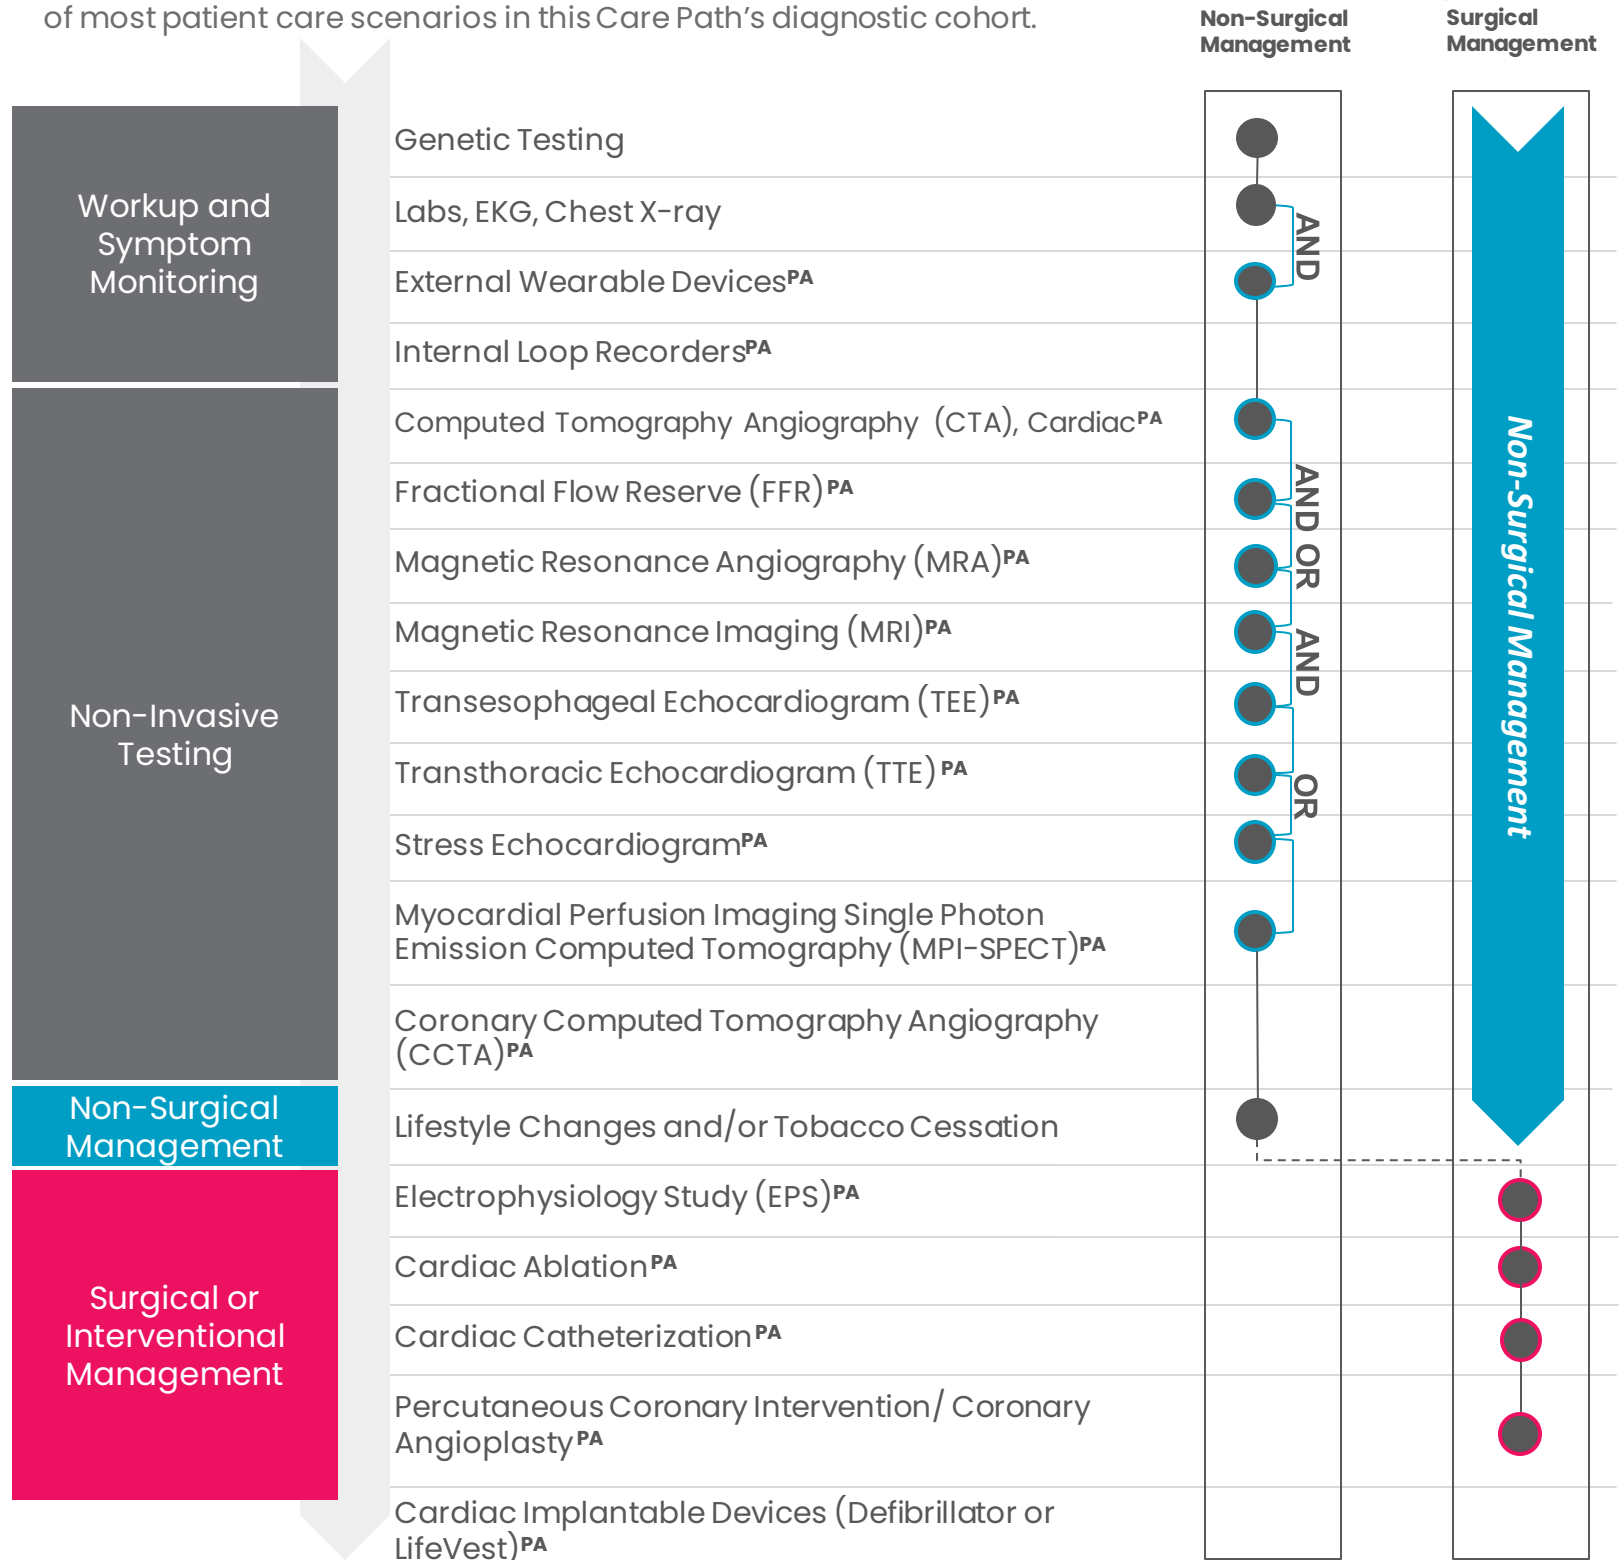 of most patient care scenarios in this Care Path's diagnostic cohort.
Non-Surgical
Management
Surgical
Management
Workup and
Symptom
Monitoring
Genetic Testing
Labs, EKG, Chest X-ray
AND
External Wearable DevicesPA
Internal Loop RecordersPA
Non-Invasive
Testing
Computed Tomography Angiography (CTA), CardiacPA
Fractional Flow Reserve (FFR)PA
AND OR
Magnetic Resonance Angiography (MRA)PA
Magnetic Resonance Imaging (MRI)PA
AND
Transesophageal Echocardiogram (TEE)PA
Transthoracic Echocardiogram (TTE)PA
OR
Stress EchocardiogramPA
Myocardial Perfusion Imaging Single Photon
Emission Computed Tomography (MPI-SPECT)PA
Coronary Computed Tomography Angiography
(CCTA)PA
Non-Surgical Management
Non-Surgical
Management
Lifestyle Changes and/or Tobacco Cessation
Surgical or
Interventional
Management
Electrophysiology Study (EPS)PA
Cardiac AblationPA
Cardiac CatheterizationPA
Percutaneous Coronary Intervention/ Coronary
AngioplastyPA
Cardiac Implantable Devices (Defibrillator or
LifeVest)PA